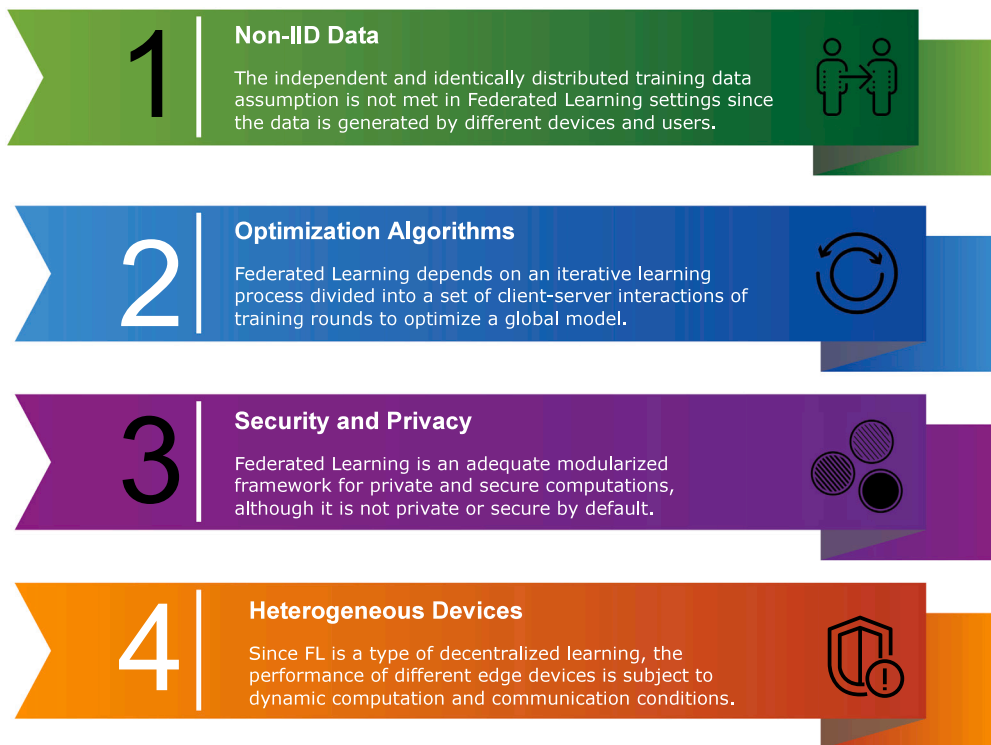 1
Non-IID Data
The independent and identically distributed training data
assumption is not met in Federated Learning settings since
the data is generated by different devices and users.
2
Optimization Algorithms
Federated Learning depends on an iterative learning
process divided into a set of client-server interactions of
training rounds to optimize a global model.
3
Security and Privacy
Federated Learning is an adequate modularized
framework for private and secure computations,
although it is not private or secure by default.
4
Heterogeneous Devices
Since FL is a type of decentralized learning, the
performance of different edge devices is subject to
dynamic computation and communication conditions.
!